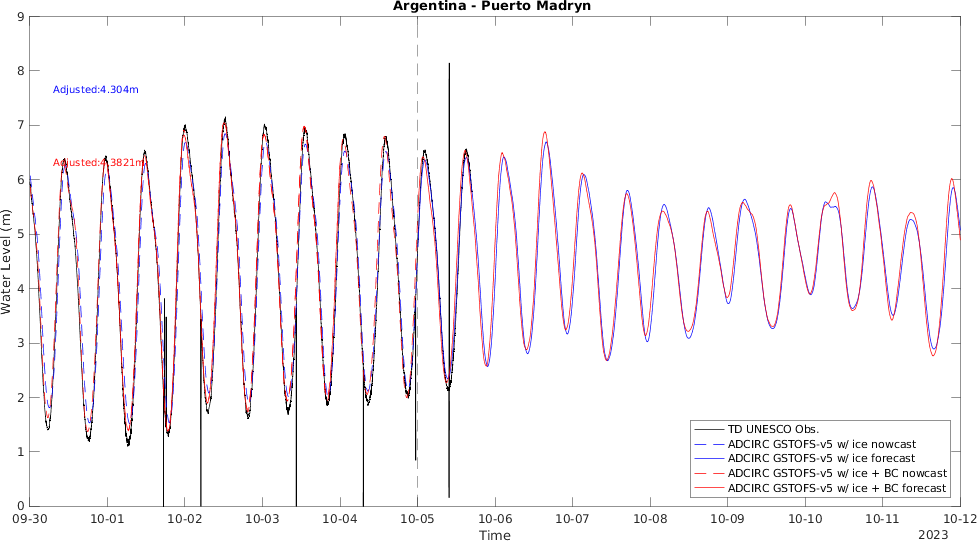 Argentina - Puerto Madryn
9
8
7
6
5
4
3
2
1
0
Water Level (m)
Adjusted:4.304m
Adjusted:4.3821m
TD UNESCO Obs.
ADCIRC GSTOFS-v5 w/ ice nowcast
ADCIRC GSTOFS-v5 w/ ice forecast
ADCIRC GSTOFS-v5 w/ ice + BC nowcast
ADCIRC GSTOFS-v5 w/ ice + BC forecast
09-30 10-01 10-02 10-03 10-04 10-05 10-06 10-07 10-08 10-09 10-10 10-11 10-12
Time
2023